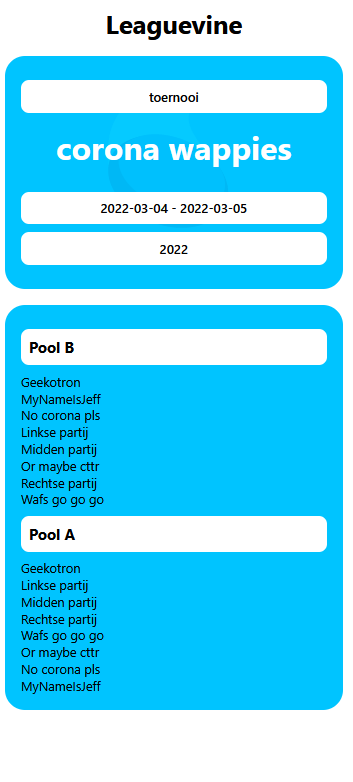 Leaguevine
toernooi
corona wappies
2022-03-04 - 2022-03-05
2022
Pool B
Geekotron
MyNameIsJeff
No corona pls
Linkse partij
Midden partij
Or maybe cttr
Rechtse partij
Wafs go go go
Pool A
Geekotron
Linkse partij
Midden partij
Rechtse partij
Wafs go go go
Or maybe cttr
No corona pls
MyNameIsJeff